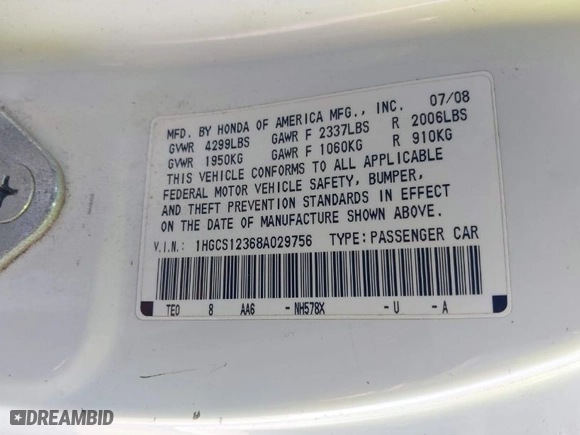 MFD. BY HONDA OF AMERICA MFG., INC. 07/08
GVWR 4299LBS GAWR F 2337LBS R 2006LBS
GVWR 1950KG GAWR F 1060KG R 910KG
THIS VEHICLE CONFORMS TO ALL APPLICABLE
FEDERAL MOTOR VEHICLE SAFETY, BUMPER,
AND THEFT PREVENTION STANDARDS IN EFFECT
ON THE DATE OF MANUFACTURE SHOWN ABOVE.
V.I.N.: 1HGCS12368A029756 TYPE:PASSENGER CAR
TE0 8 AA6 -NH578X -U -A
DREAMBID